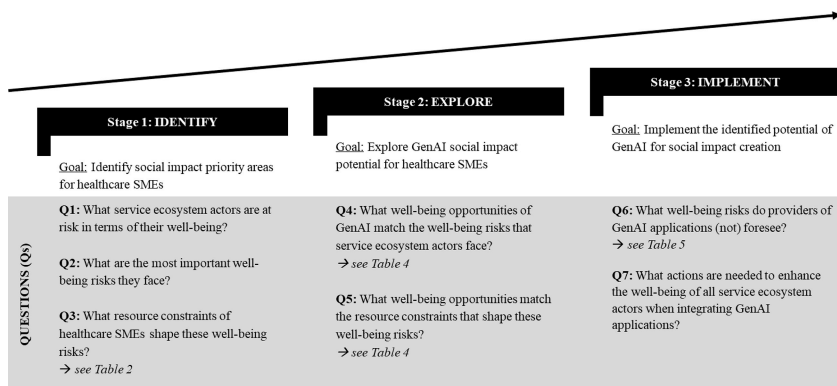 Stage 1: IDENTIFY
Goal: Identify social impact priority areas
for healthcare SMEs
Stage 2: EXPLORE
Goal: Explore GenAI social impact
potential for healthcare SMEs
Stage 3: IMPLEMENT
Goal: Implement the identified potential of
GenAI for social impact creation
QUESTIONS (Qs)
Q1: What service ecosystem actors are at
risk in terms of their well-being?
Q2: What are the most important well-
being risks they face?
Q3: What resource constraints of
healthcare SMEs shape these well-being
risks?
→ see Table 2
Q4: What well-being opportunities of
GenAI match the well-being risks that
service ecosystem actors face?
→ see Table 4
Q5: What well-being opportunities match
the resource constraints that shape these
well-being risks?
→ see Table 4
Q6: What well-being risks do providers of
GenAI applications (not) foresee?
→ see Table 5
Q7: What actions are needed to enhance
the well-being of all service ecosystem
actors when integrating GenAI
applications?